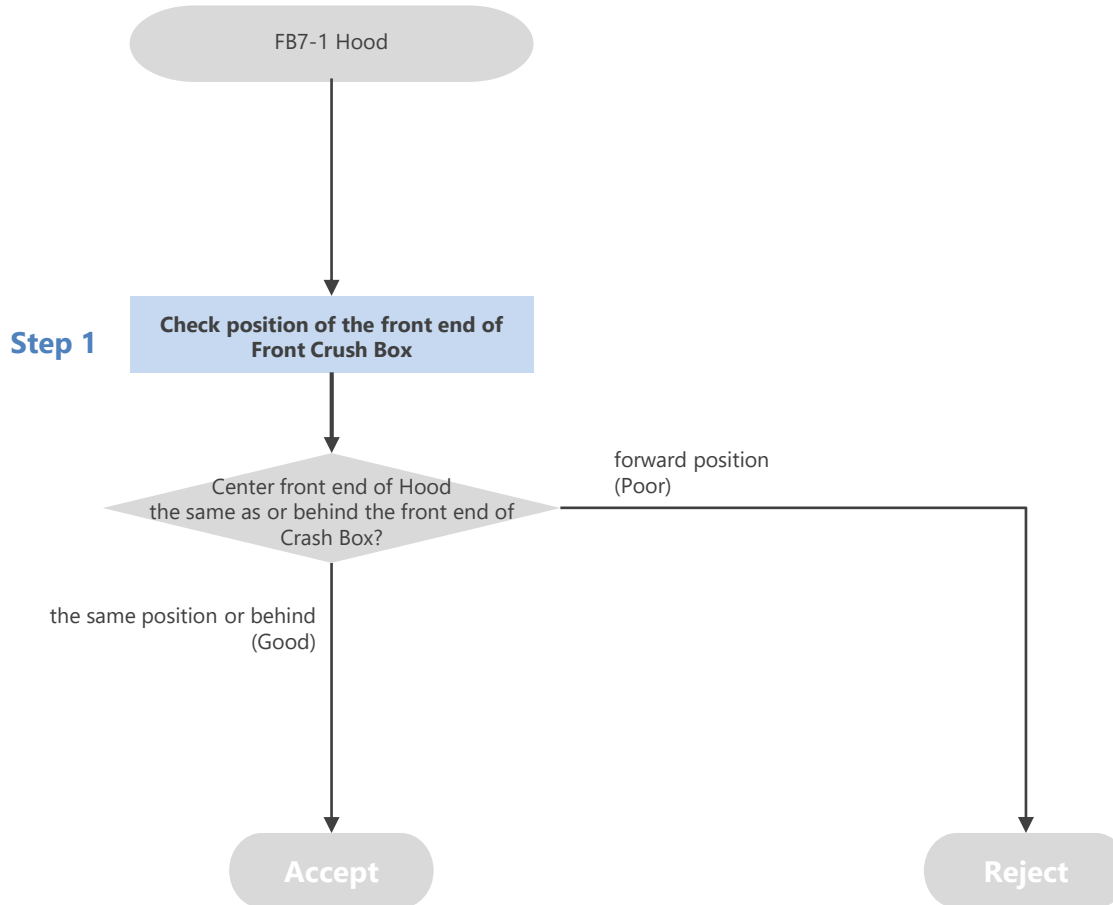 FB7-1 Hood
Step 1
Check position of the front end of
Front Crush Box
forward position
(Poor)
Center front end of Hood
the same as or behind the front end of
Crash Box?
the same position or behind
(Good)
Accept
Reject